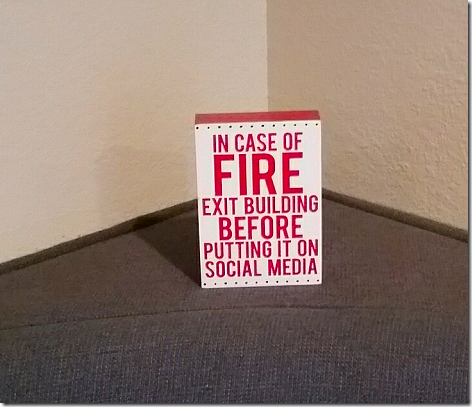 IN CASE OF
FIRE
EXIT BUILDING
BEFORE
PUTTING IT ON
SOCIAL MEDIA